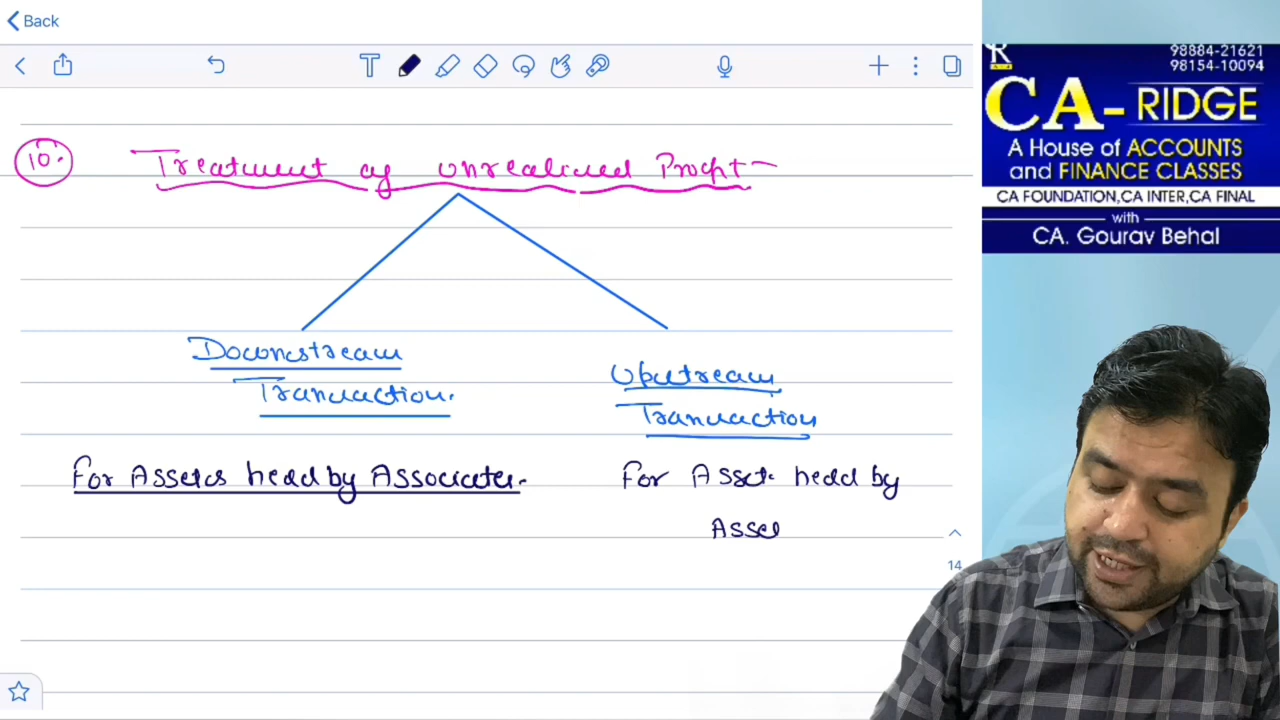 Back
T
10.
Treatment of Unrealised Profit -
Downstream
Transaction.
Upstream
Transaction
For Assets held by Associates.
For Asset held by
Asse
14
R
98884-21621
98154-10094
CA- RIDGE
A House of ACCOUNTS
and FINANCE CLASSES
CA FOUNDATION,CA INTER,CA FINAL
with
CA. Gourav Behal